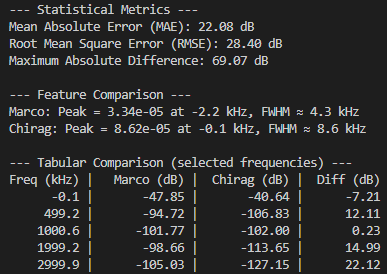 --- Statistical Metrics ---
Mean Absolute Error (MAE): 22.08 dB
Root Mean Square Error (RMSE): 28.40 dB
Maximum Absolute Difference: 69.07 dB
--- Feature Comparison ---
Marco: Peak = 3.34e-05 at -2.2 kHz, FWHM ≈ 4.3 kHz
Chirag: Peak = 8.62e-05 at -0.1 kHz, FWHM ≈ 8.6 kHz
--- Tabular Comparison (selected frequencies) ---
Freq (kHz) | Marco (dB) | Chirag (dB) | Diff (dB)
-0.1 | -47.85 | -40.64 | -7.21
499.2 | -94.72 | -106.83 | 12.11
1000.6 | -101.77 | -102.00 | 0.23
1999.2 | -98.66 | -113.65 | 14.99
2999.9 | -105.03 | -127.15 | 22.12